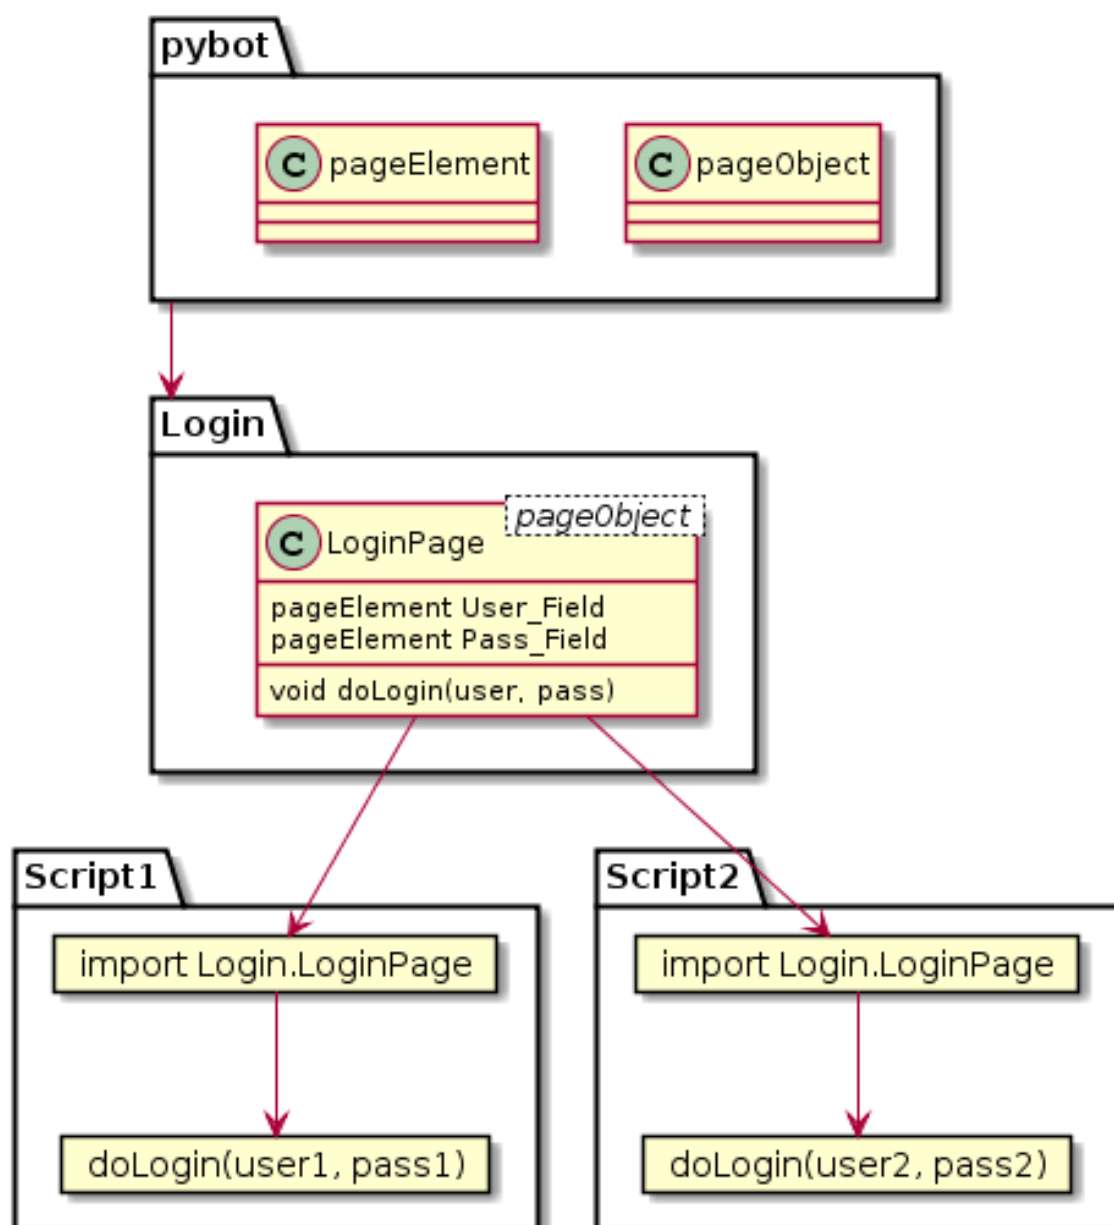 pybot
C pageElement
C pageObject
Login
pageObject
C LoginPage
pageElement User_Field
pageElement Pass_Field
void doLogin(user, pass)
Script1
Script2
import Login.LoginPage
import Login.LoginPage
doLogin(user1, pass1)
doLogin(user2, pass2)